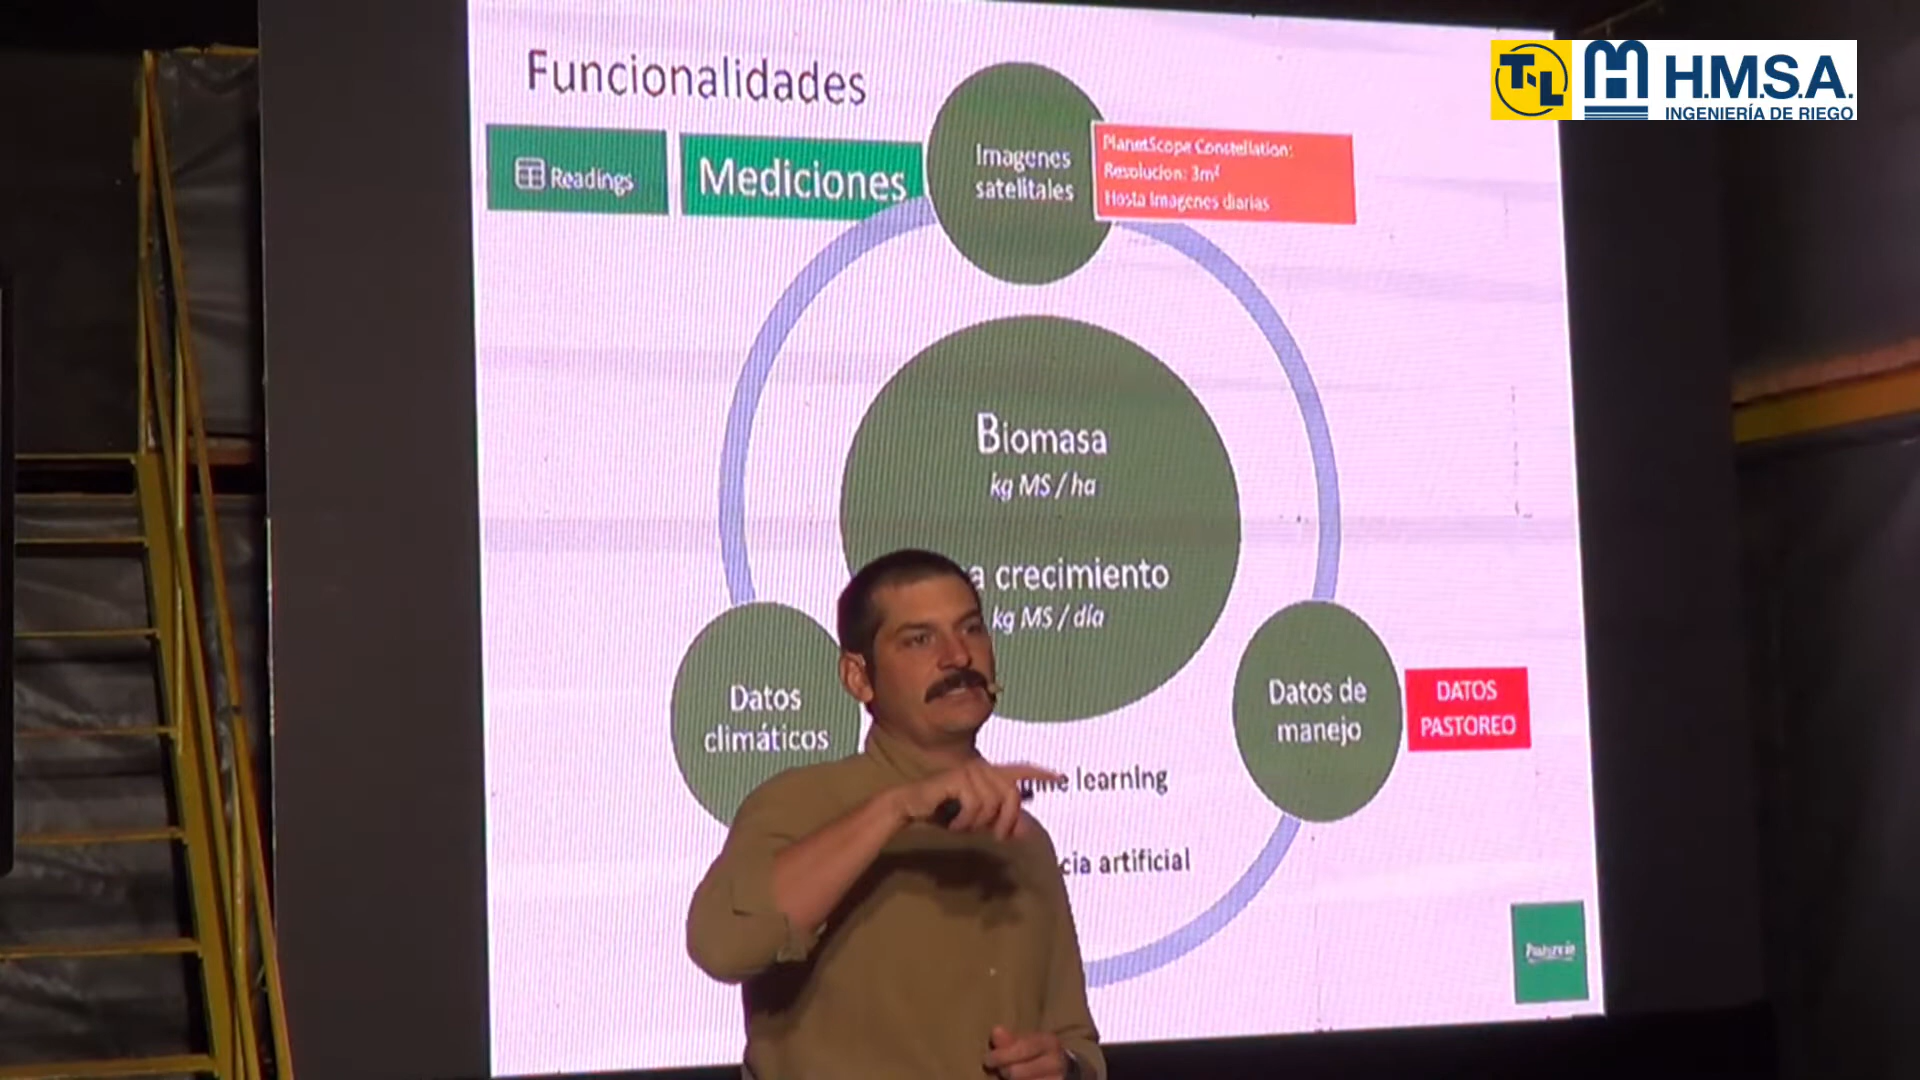 Funcionalidades
T-L
H.M.S.A.
INGENIERÍA DE RIEGO
Readings
Mediciones
Imagenes
satelitales
PlanetScope Constellation:
Resolucion: 3m²
Hasta Imagenes diarias
Biomasa
kg MS / ha
a crecimiento
kg MS / día
Datos
climáticos
Datos de
manejo
DATOS
PASTOREO
learning
cia artificial